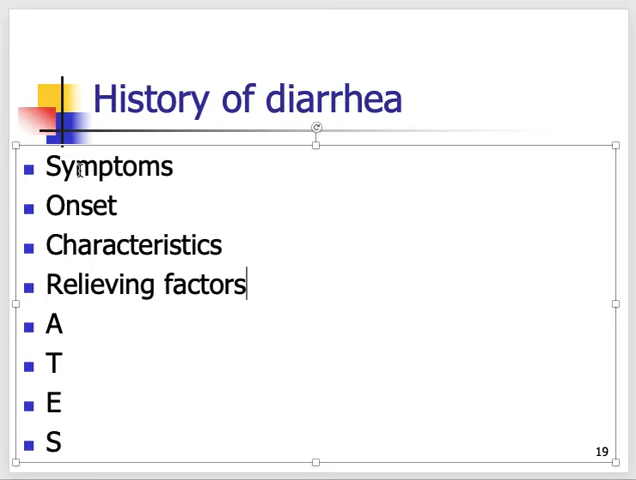 History of diarrhea
Symptoms
Onset
Characteristics
Relieving factors
A
T
E
S
19